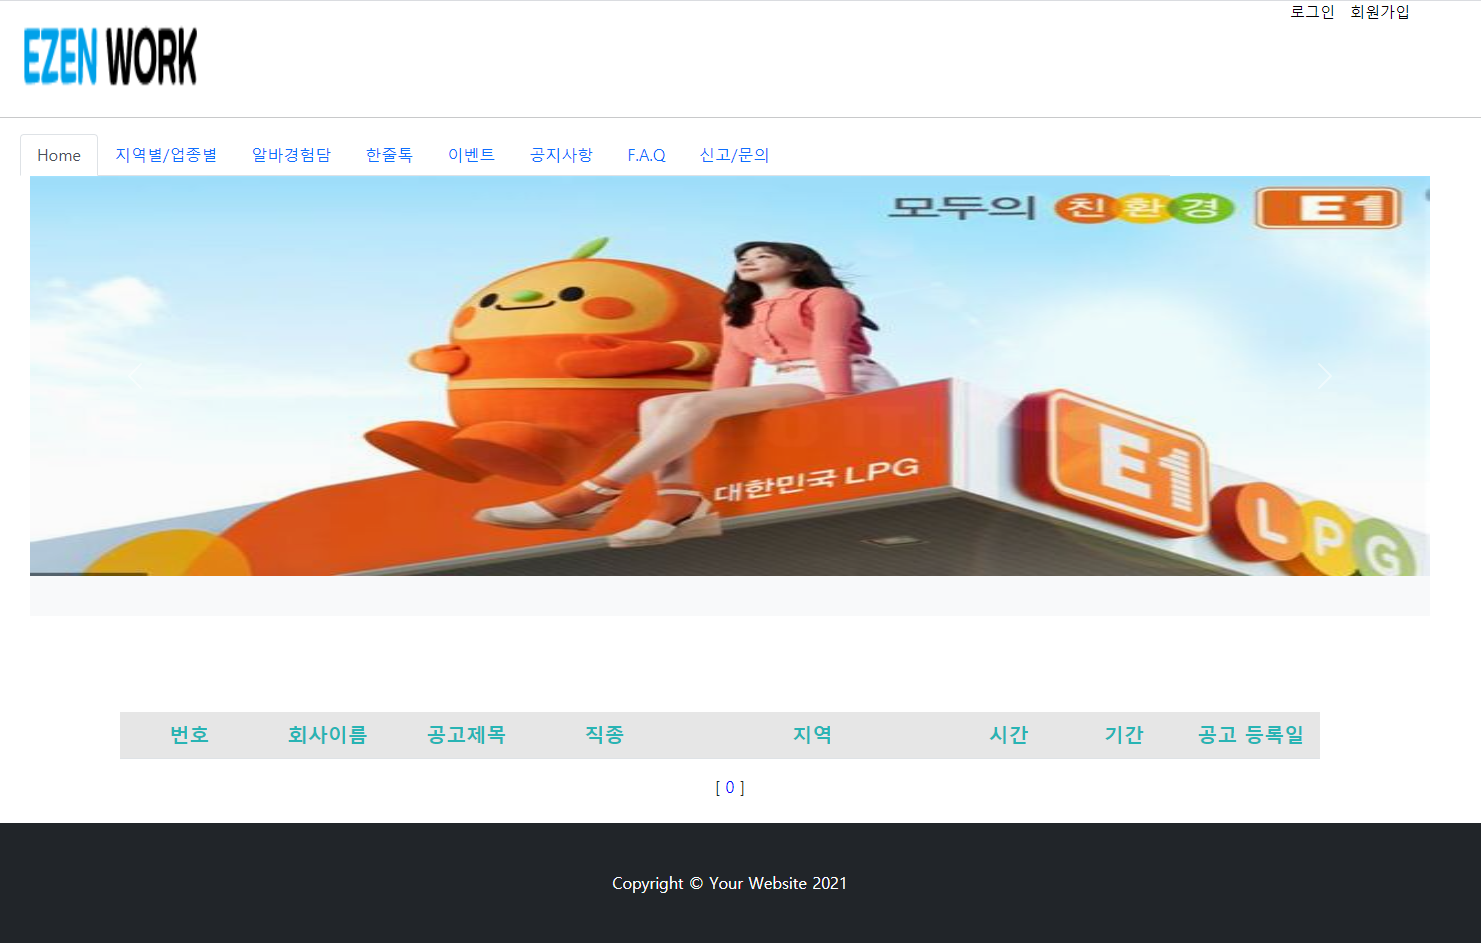 로그인 회원가입
EZEN WORK
Home 지역별/업종별 알바경험담 한줄톡 이벤트 공지사항 F.A.Q 신고/문의
모두의 친환경 E1
대한민국 LPG
E1
LPG
번호 회사이름 공고제목 직종 지역 시간 기간 공고 등록일
[ 0 ]
Copyright © Your Website 2021